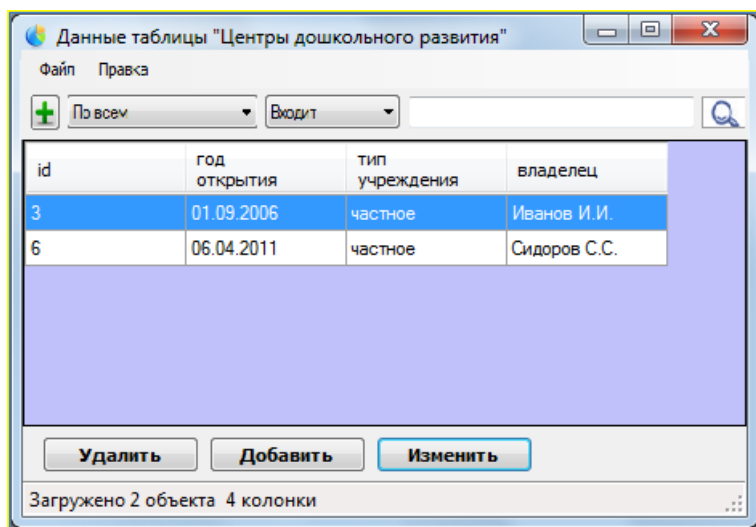 Данные таблицы "Центры дошкольного развития"
Файл Правка
По всем Входит
id год открытия тип учреждения владелец
3 01.09.2006 частное Иванов И.И.
6 06.04.2011 частное Сидоров С.С.
Удалить Добавить Изменить
Загружено 2 объекта 4 колонки